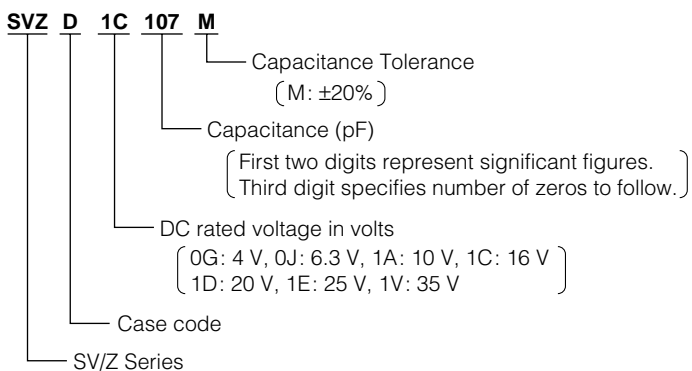 SVZ D 1C 107 M
Capacitance Tolerance
(M: ±20%)
Capacitance (pF)
(First two digits represent significant figures.
Third digit specifies number of zeros to follow.)
DC rated voltage in volts
(0G: 4 V, 0J: 6.3 V, 1A: 10 V, 1C: 16 V
1D: 20 V, 1E: 25 V, 1V: 35 V)
Case code
SV/Z Series